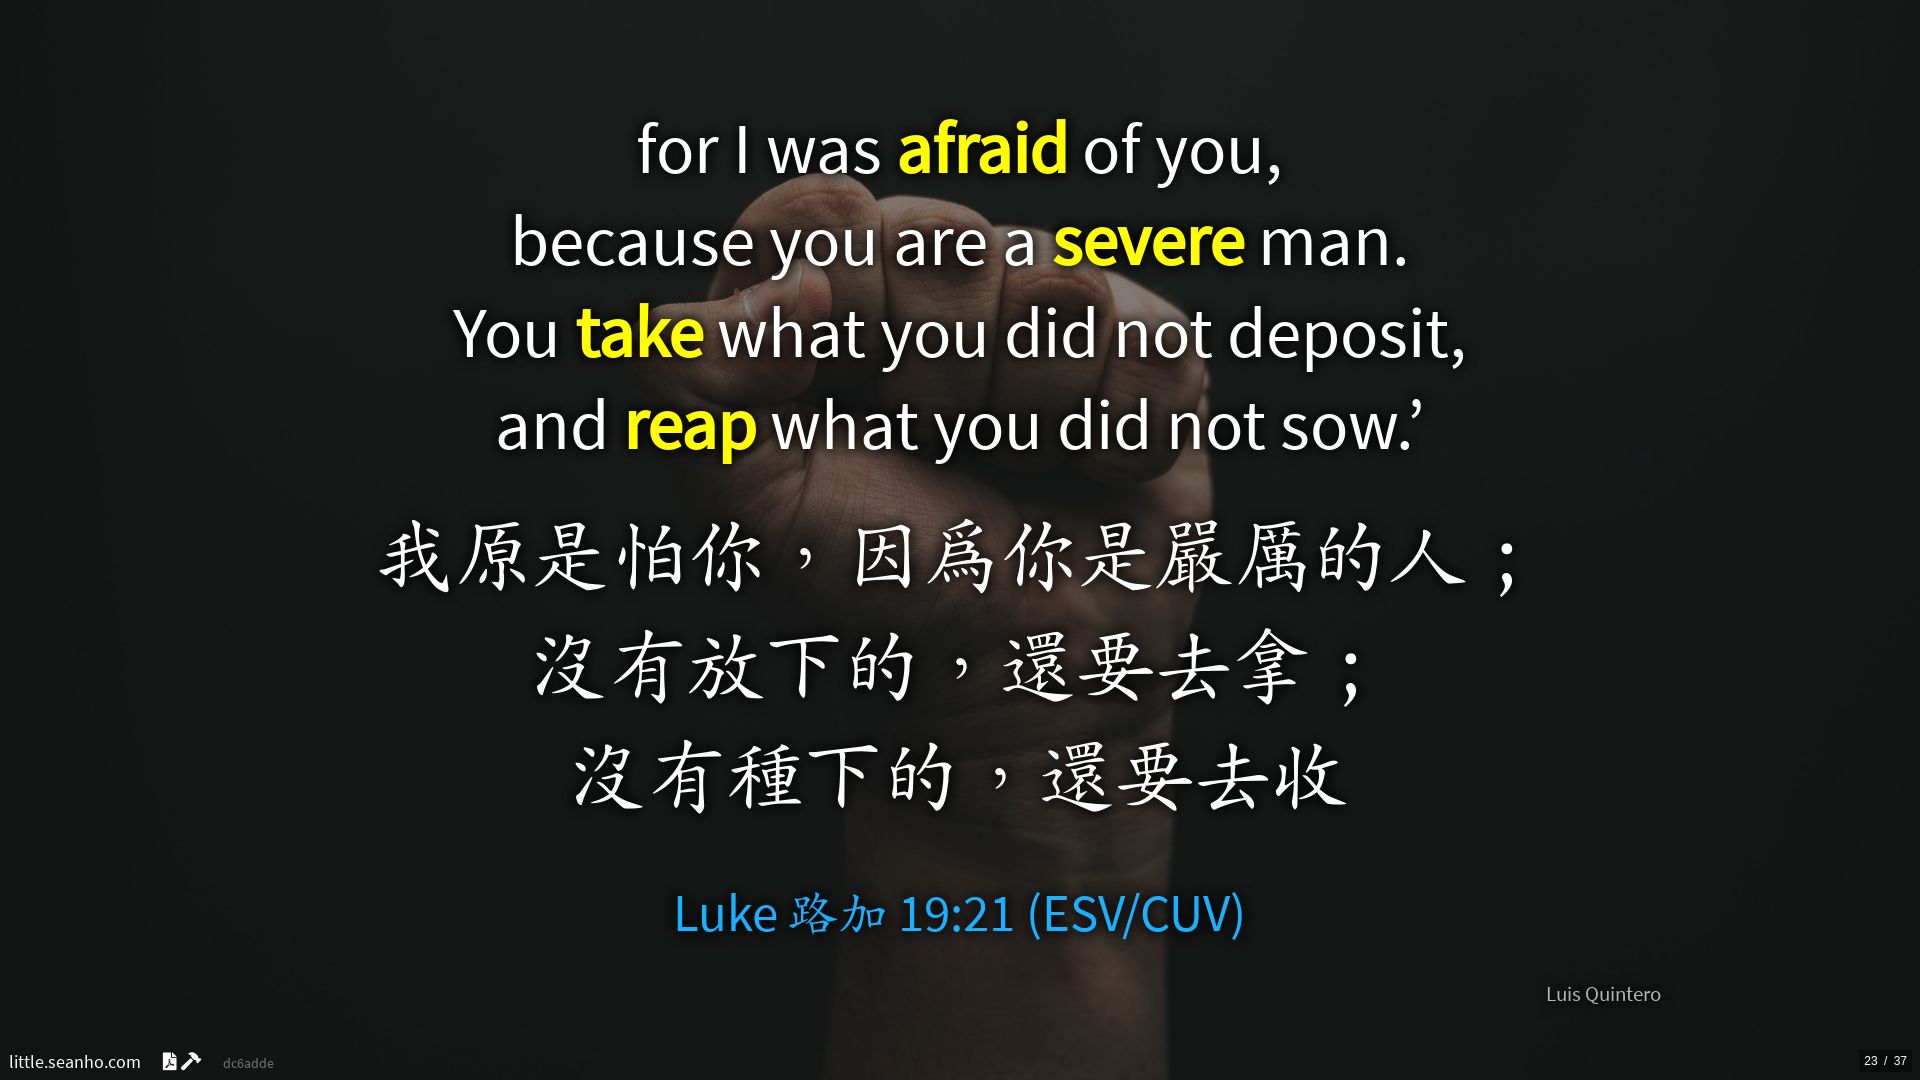 for I was afraid of you,
because you are a severe man.
You take what you did not deposit,
and reap what you did not sow.’
我原是怕你，因爲你是嚴厲的人；
沒有放下的，還要去拿；
沒有種下的，還要去收
Luke 路加 19:21 (ESV/CUV)
Luis Quintero
little.seanho.com dc6adde
23 / 37